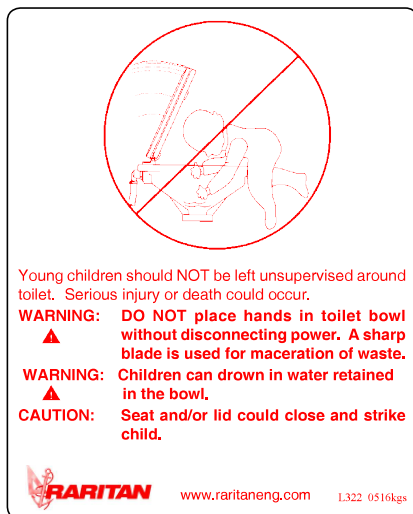 Young children should NOT be left unsupervised around
toilet. Serious injury or death could occur.
WARNING: DO NOT place hands in toilet bowl
without disconnecting power. A sharp
blade is used for maceration of waste.
WARNING: Children can drown in water retained
in the bowl.
CAUTION: Seat and/or lid could close and strike
child.
RARITAN www.raritaneng.com L322 0516kgs